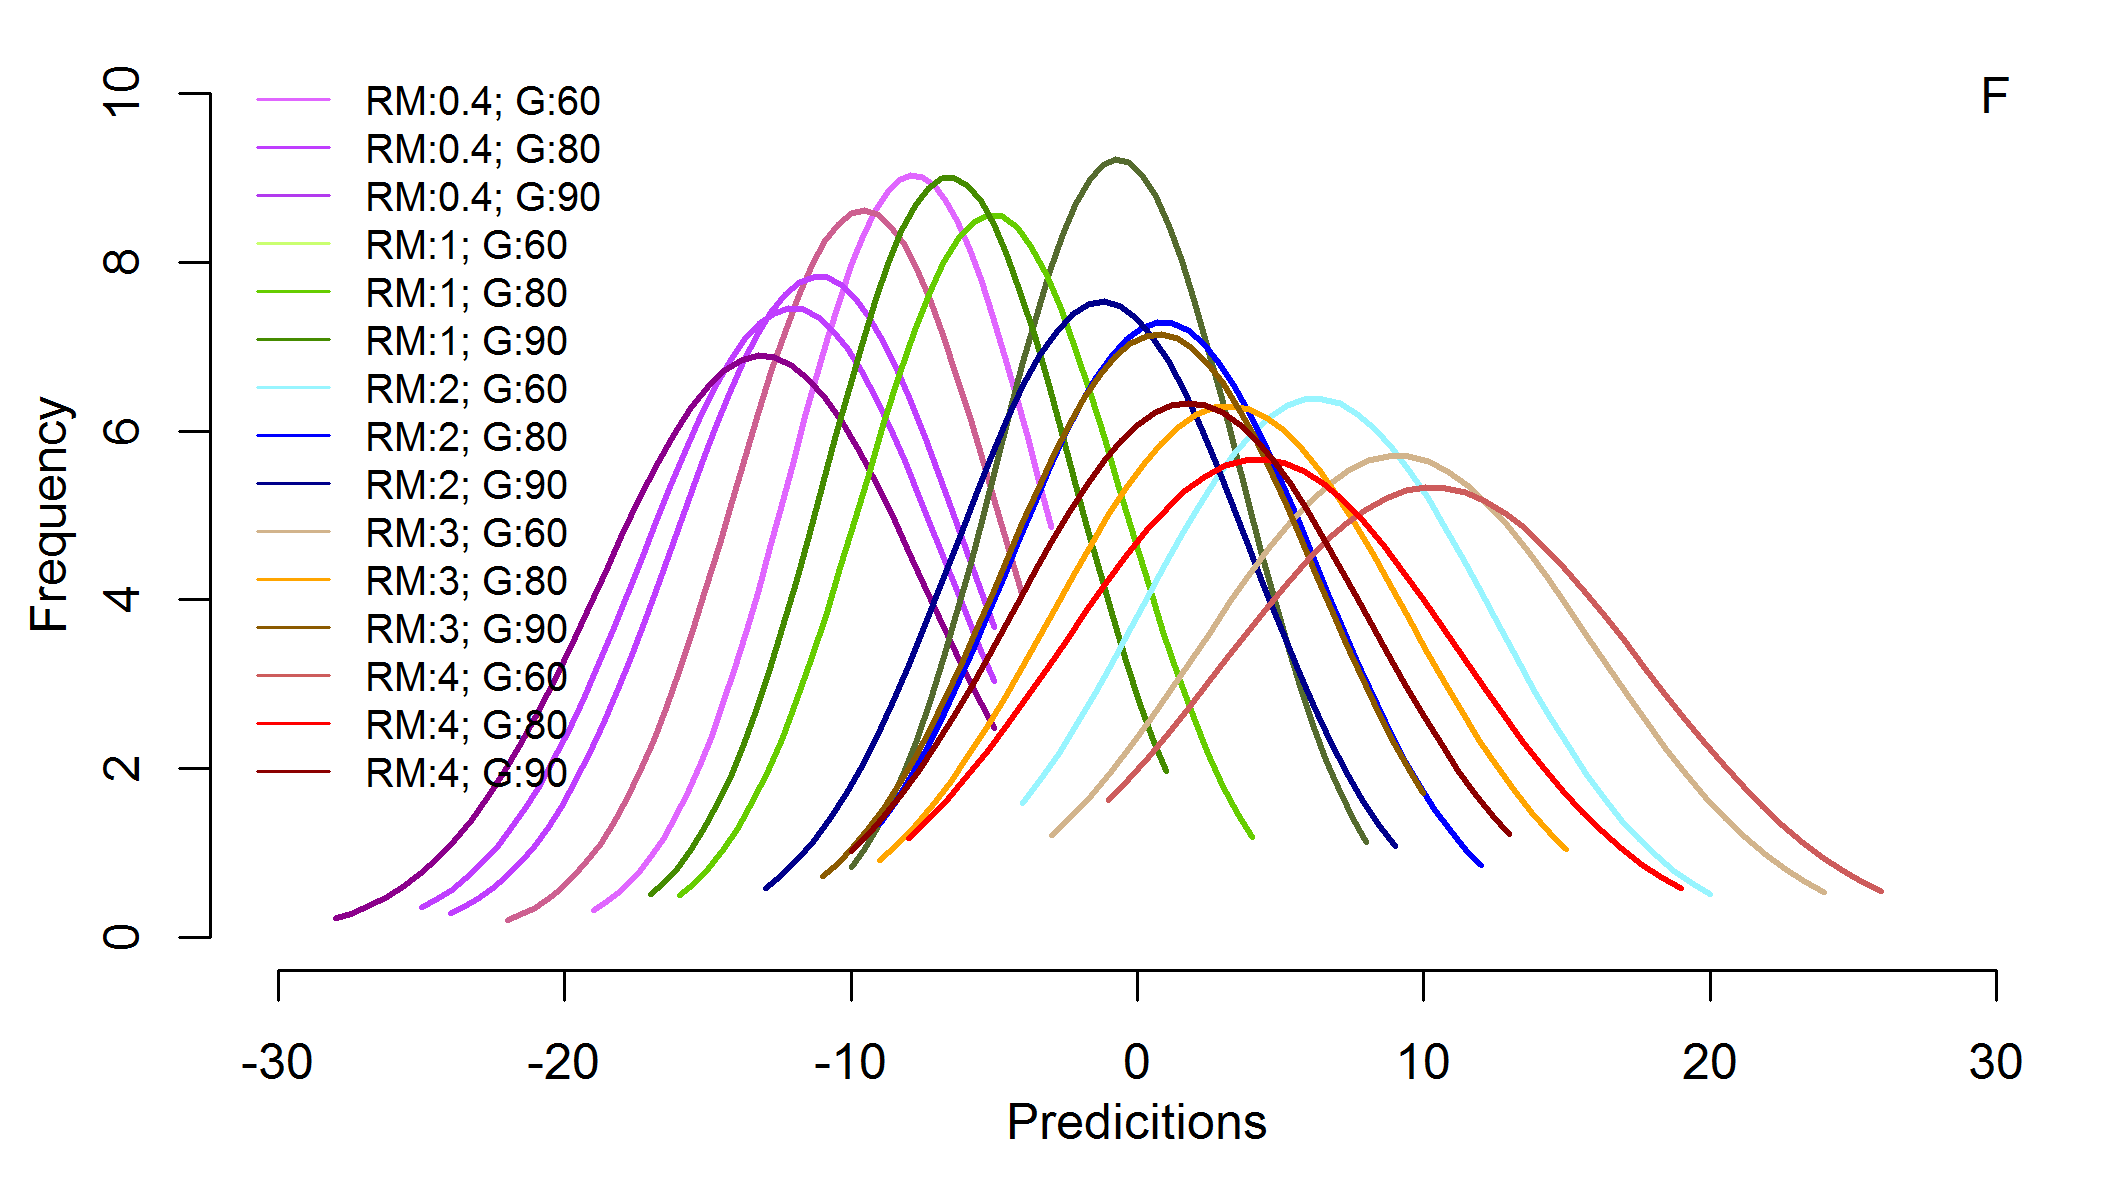 F
RM:0.4; G:60
RM:0.4; G:80
RM:0.4; G:90
RM:1; G:60
RM:1; G:80
RM:1; G:90
RM:2; G:60
RM:2; G:80
RM:2; G:90
RM:3; G:60
RM:3; G:80
RM:3; G:90
RM:4; G:60
RM:4; G:80
RM:4; G:90
Frequency
10
8
6
4
2
0
-30 -20 -10 0 10 20 30
Predicitions